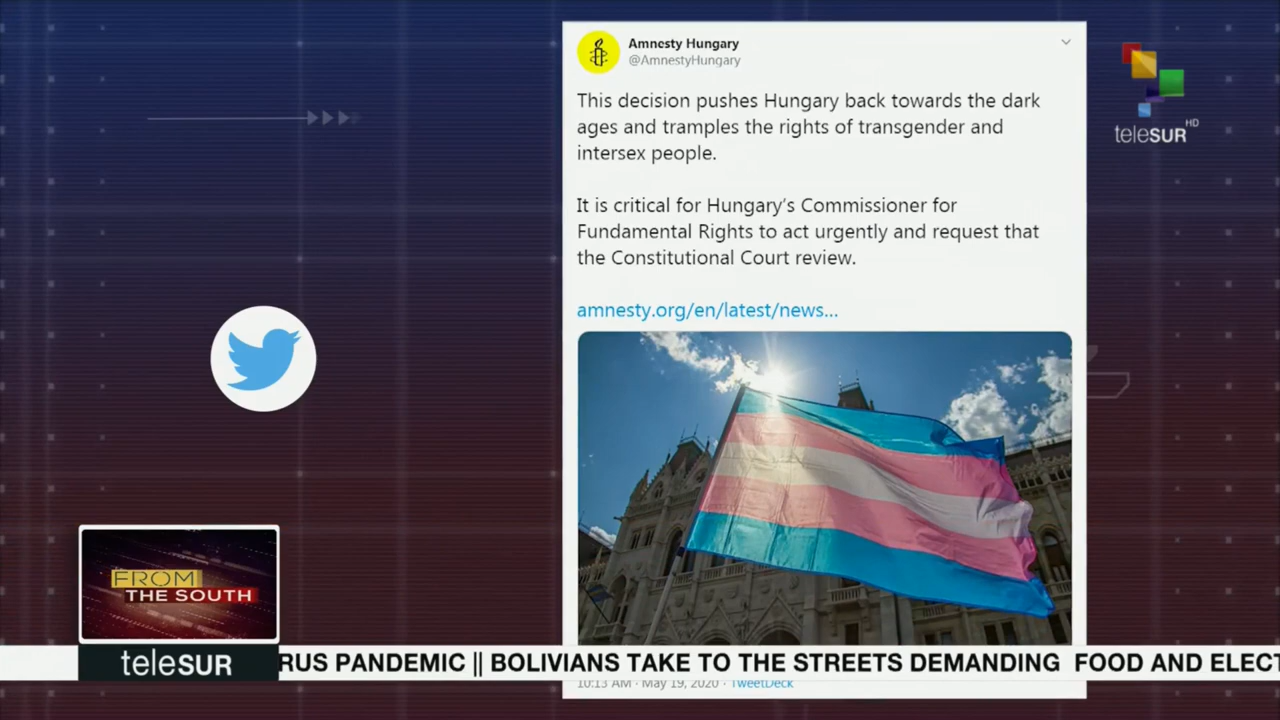 Amnesty Hungary
@AmnestyHungary
This decision pushes Hungary back towards the dark
ages and tramples the rights of transgender and
intersex people.
It is critical for Hungary's Commissioner for
Fundamental Rights to act urgently and request that
the Constitutional Court review.
amnesty.org/en/latest/news...
10:13 AM · May 19, 2020 · TweetDeck
teleSUR HD
FROM
THE SOUTH
teleSUR
RUS PANDEMIC || BOLIVIANS TAKE TO THE STREETS DEMANDING FOOD AND ELECT